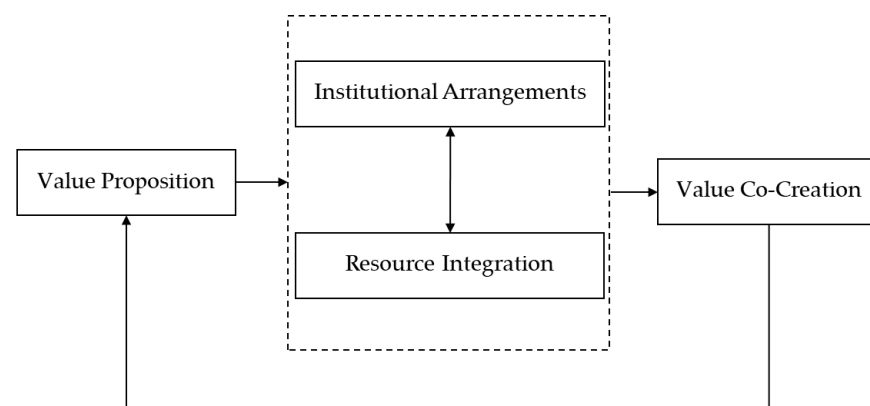 Institutional Arrangements
Value Proposition
Value Co-Creation
Resource Integration